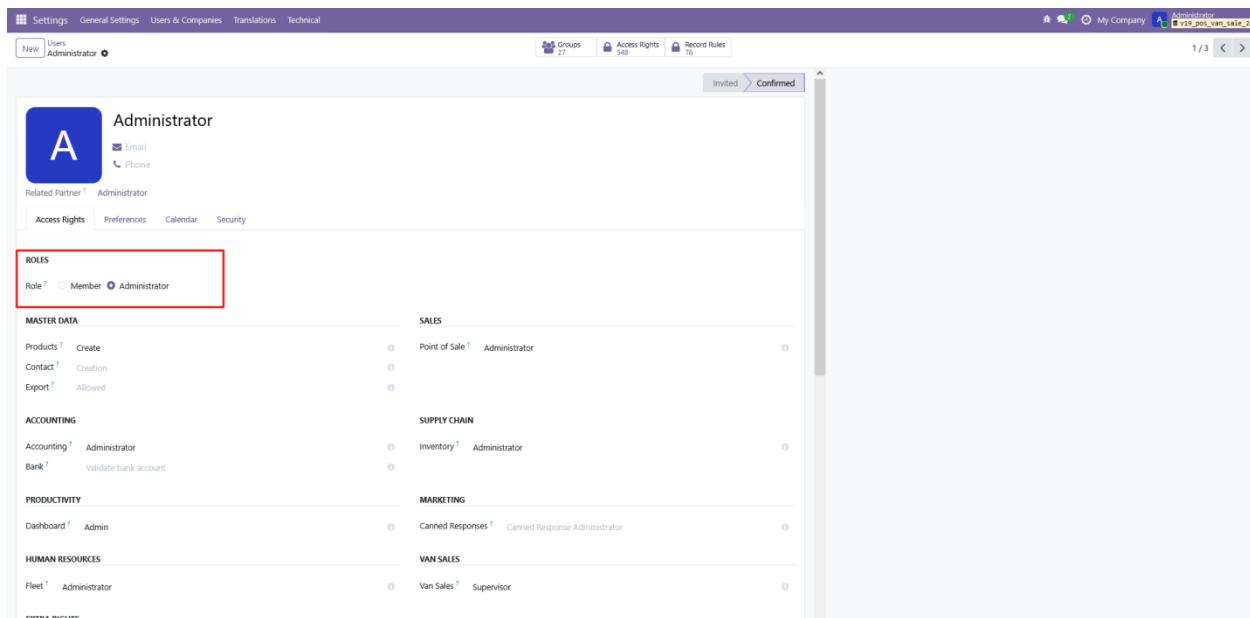 Settings General Settings Users & Companies Translations Technical
2 My Company A Administrator
v19_pos_van_sale_2
New Users
Administrator
Groups 27 Access Rights 548 Record Rules 78
1 / 3
Invited Confirmed
A
Administrator
Email
Phone
Related Partner ? Administrator
Access Rights Preferences Calendar Security
ROLES
Role ? Member Administrator
MASTER DATA
Products ? Create
Contact ? Creation
Export ? Allowed
SALES
Point of Sale ? Administrator
ACCOUNTING
Accounting ? Administrator
Bank ? Validate bank account
SUPPLY CHAIN
Inventory ? Administrator
PRODUCTIVITY
Dashboard ? Admin
MARKETING
Canned Responses ? Canned Response Administrator
HUMAN RESOURCES
Fleet ? Administrator
VAN SALES
Van Sales ? Supervisor
EXTRA RIGHTS